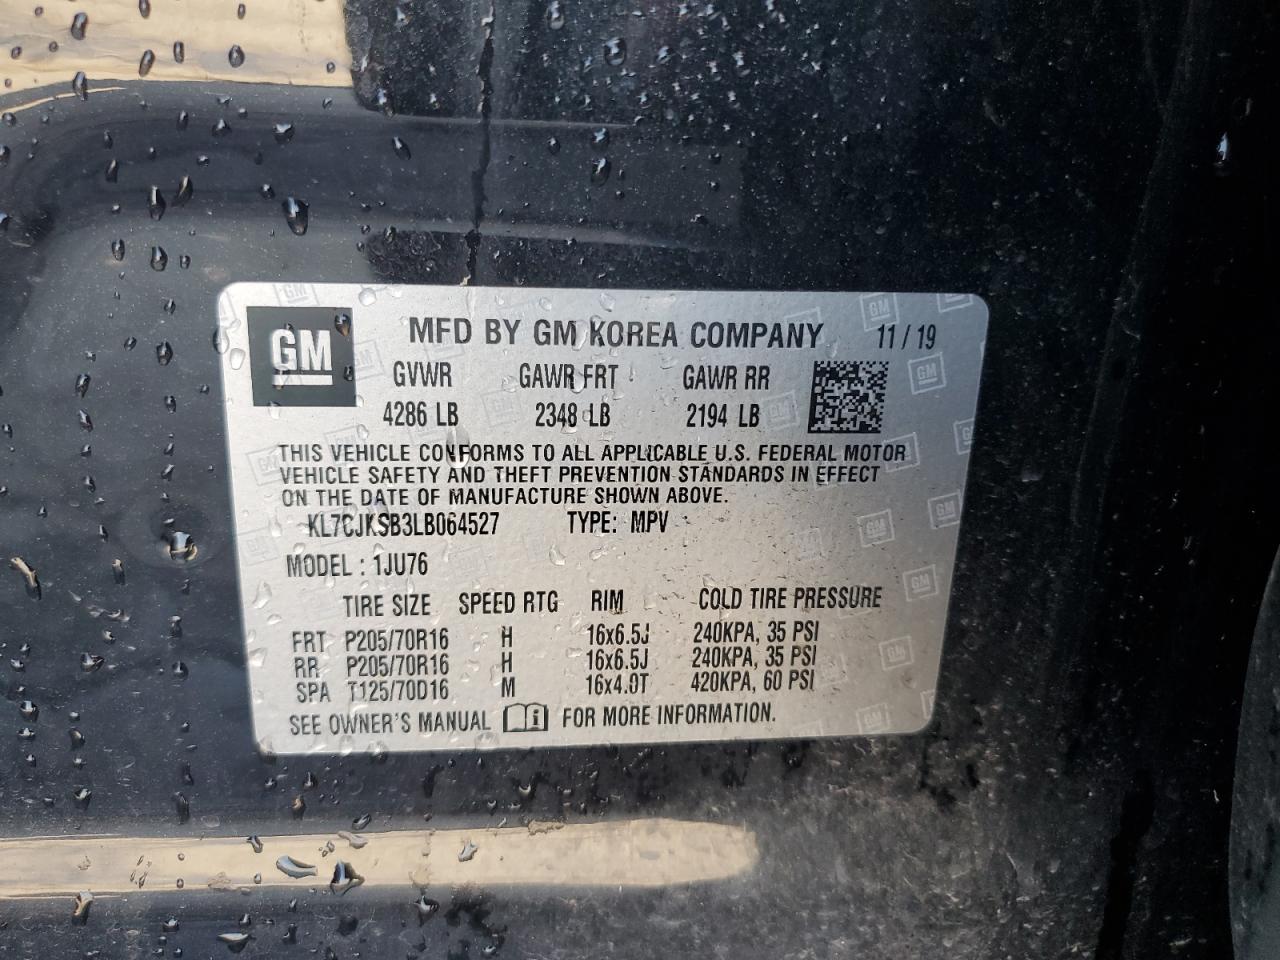 GM MFD BY GM KOREA COMPANY 11/19
GVWR GAWR FRT GAWR RR
4286 LB 2348 LB 2194 LB
THIS VEHICLE CONFORMS TO ALL APPLICABLE U.S. FEDERAL MOTOR
VEHICLE SAFETY AND THEFT PREVENTION STANDARDS IN EFFECT
ON THE DATE OF MANUFACTURE SHOWN ABOVE.
KL7CJKSB3LB064527 TYPE: MPV
MODEL : 1JU76
TIRE SIZE SPEED RTG RIM COLD TIRE PRESSURE
FRT P205/70R16 H 16x6.5J 240KPA, 35 PSI
RR P205/70R16 H 16x6.5J 240KPA, 35 PSI
SPA T125/70D16 M 16x4.0T 420KPA, 60 PSI
SEE OWNER'S MANUAL FOR MORE INFORMATION.